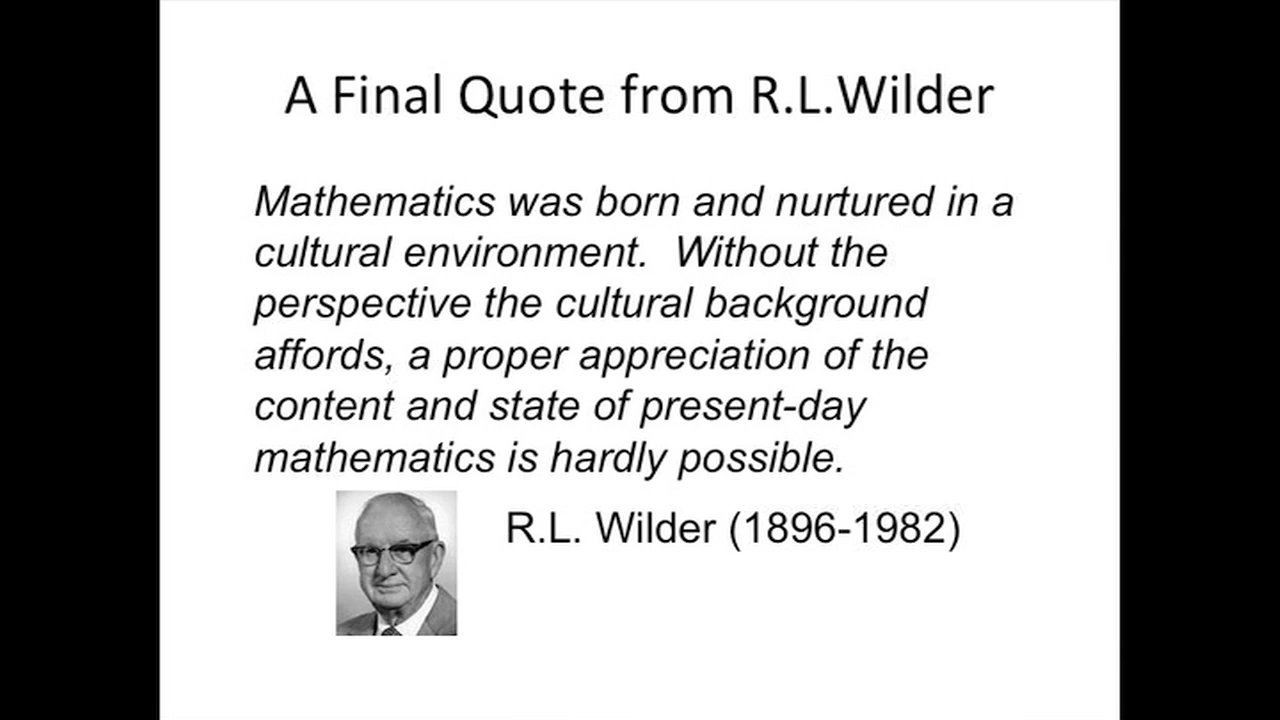 A Final Quote from R.L.Wilder
Mathematics was born and nurtured in a
cultural environment.  Without the
perspective the cultural background
affords, a proper appreciation of the
content and state of present-day
mathematics is hardly possible.
R.L. Wilder (1896-1982)